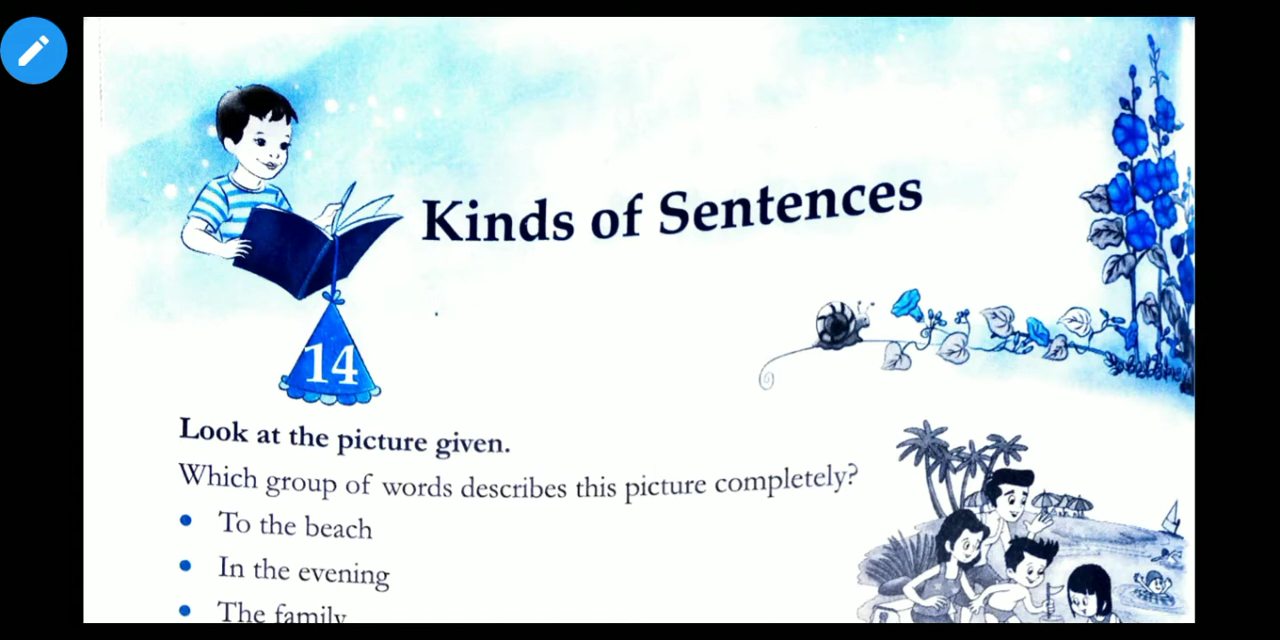 Kinds of Sentences
14
Look at the picture given.
Which group of words describes this picture completely?
To the beach
In the evening
The family